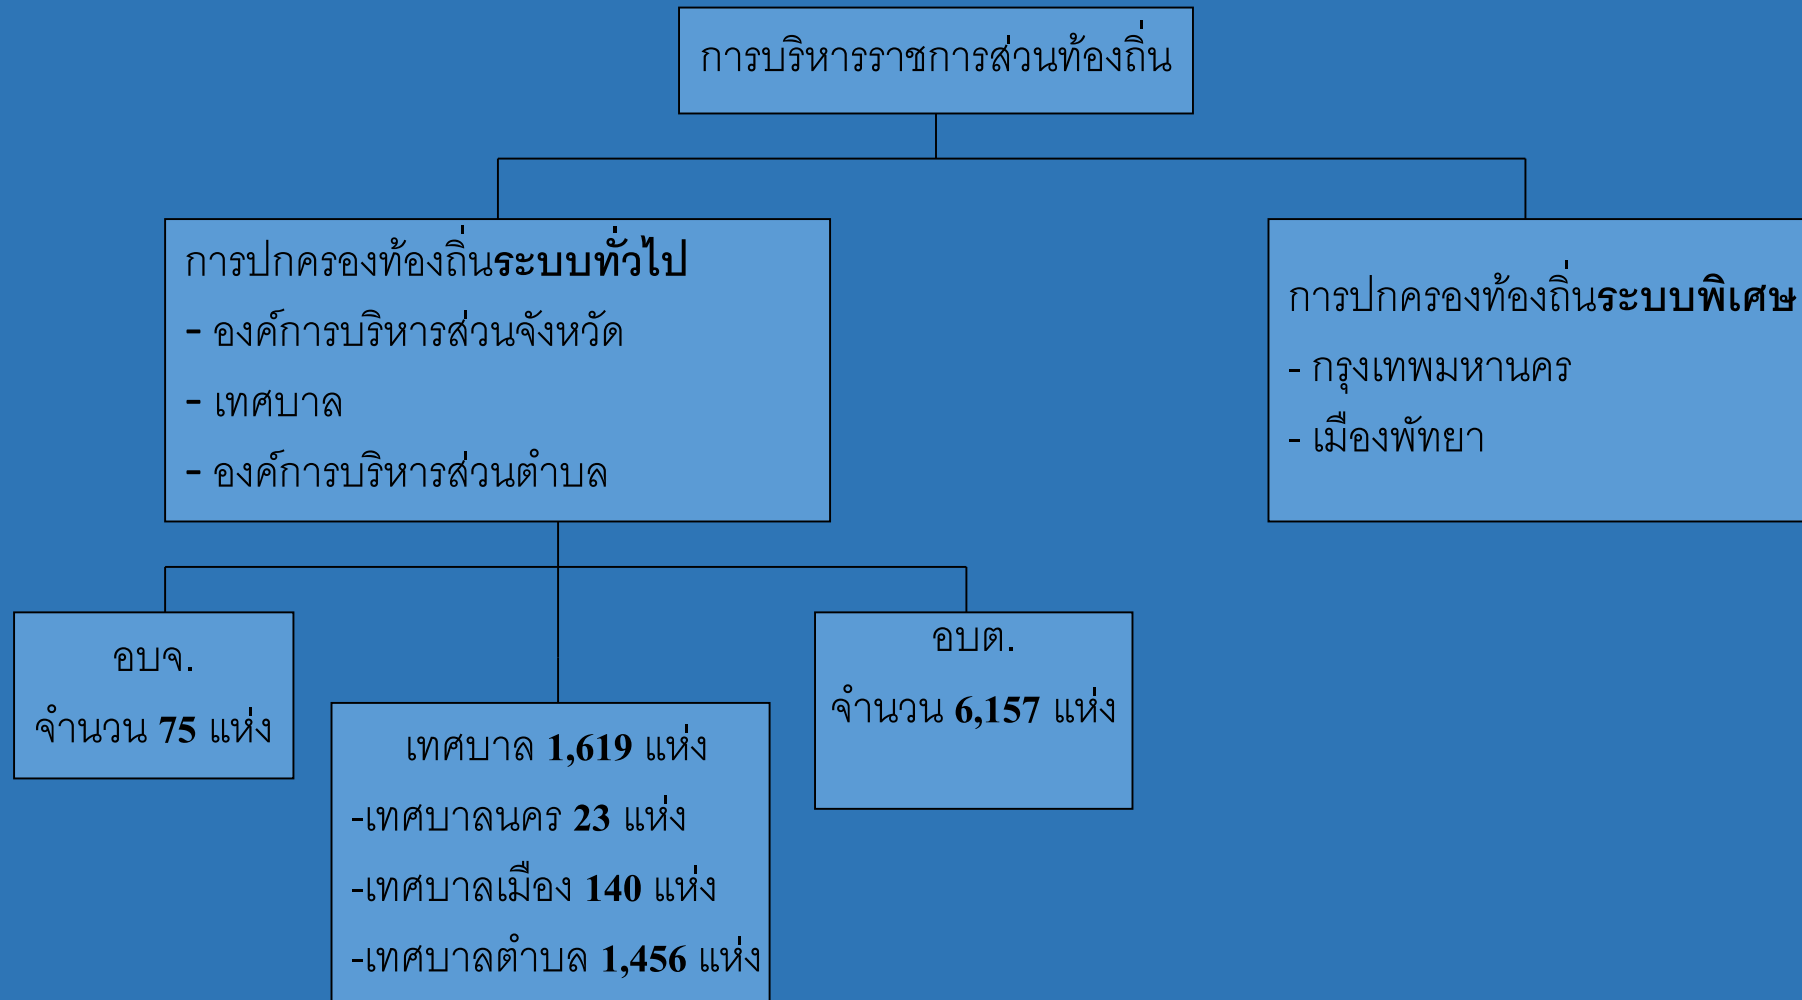 การบริหารราชการส่วนท้องถิ่น
การปกครองท้องถิ่นระบบทั่วไป
- องค์การบริหารส่วนจังหวัด
- เทศบาล
- องค์การบริหารส่วนตำบล
การปกครองท้องถิ่นระบบพิเศษ
- กรุงเทพมหานคร
- เมืองพัทยา
อบจ.
จำนวน 75 แห่ง
เทศบาล 1,619 แห่ง
-เทศบาลนคร 23 แห่ง
-เทศบาลเมือง 140 แห่ง
-เทศบาลตำบล 1,456 แห่ง
อบต.
จำนวน 6,157 แห่ง